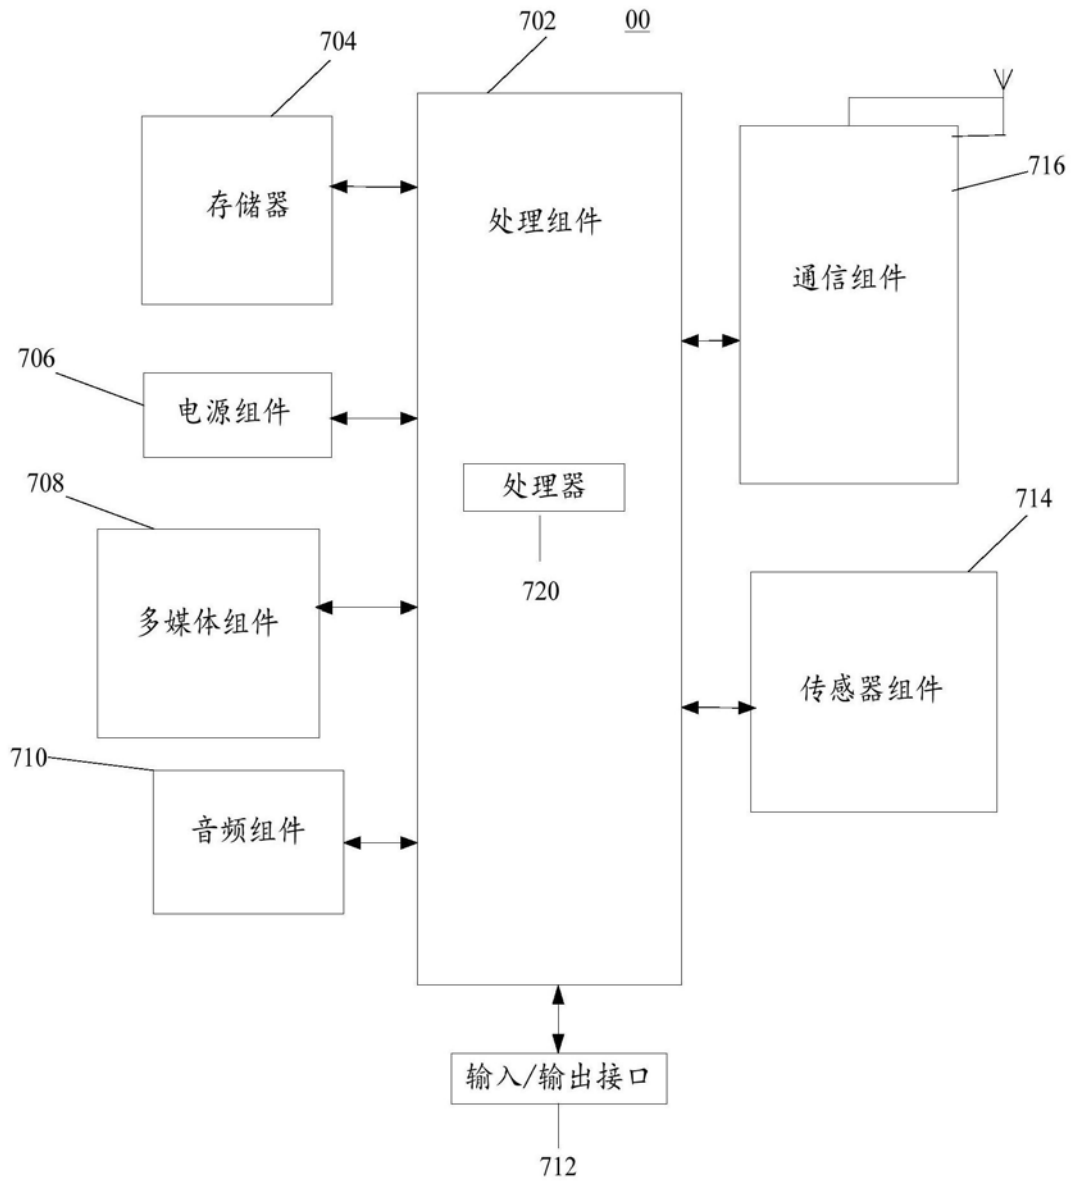 702
00
704
存储器
处理组件
716
通信组件
706
电源组件
708
处理器
714
720
多媒体组件
传感器组件
710
音频组件
输入/输出接口
712